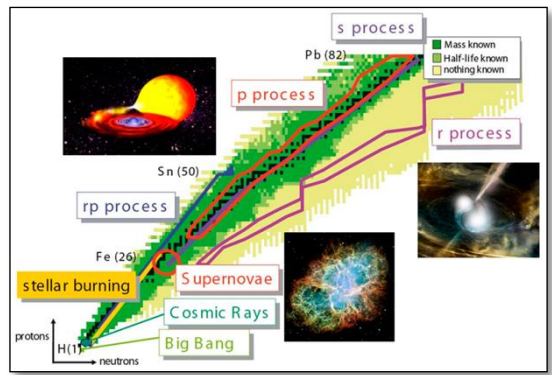 s process
Pb (82)
Mass known
Half-life known
nothing known
p process
r process
Sn (50)
rp process
Fe (26)
stellar burning
Supernovae
Cosmic Rays
protons
H(1)
Big Bang
neutrons